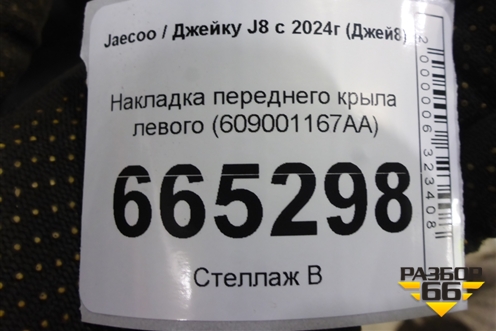 Jaecoo / Джейку J8 с 2024г (Джей8)
Накладка переднего крыла
левого (609001167AA)
665298
Стеллаж В
2000006323408
РАЗБОР
66